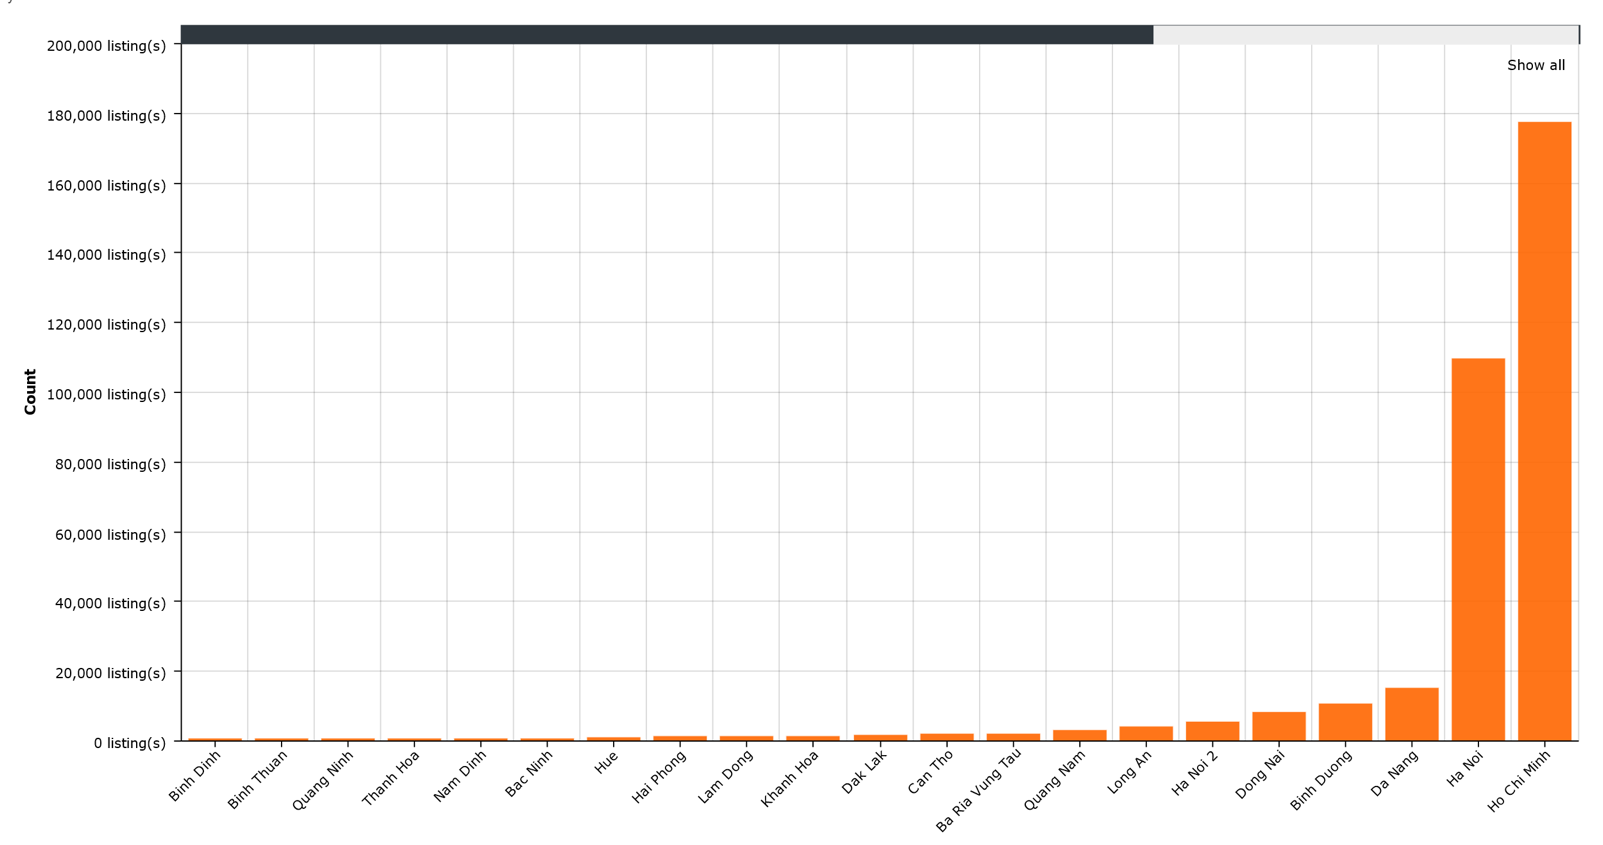 200,000 listing(s)
Show all
180,000 listing(s)
160,000 listing(s)
140,000 listing(s)
120,000 listing(s)
100,000 listing(s)
80,000 listing(s)
60,000 listing(s)
40,000 listing(s)
20,000 listing(s)
0 listing(s)
Count
Binh Dinh
Binh Thuan
Quang Ninh
Thanh Hoa
Nam Dinh
Bac Ninh
Hue
Hai Phong
Lam Dong
Khanh Hoa
Dak Lak
Can Tho
Ba Ria Vung Tau
Quang Nam
Long An
Ha Noi 2
Dong Nai
Binh Duong
Da Nang
Ha Noi
Ho Chi Minh